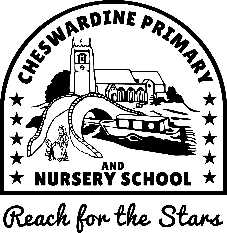 CHESWARDINE PRIMARY
AND
NURSERY SCHOOL
Reach for the Stars